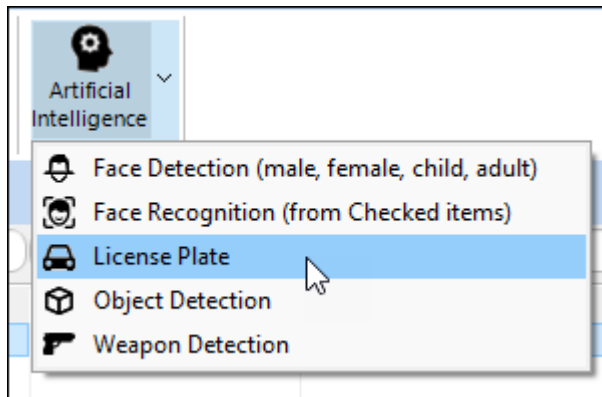 Artificial
Intelligence
Face Detection (male, female, child, adult)
Face Recognition (from Checked items)
License Plate
Object Detection
Weapon Detection